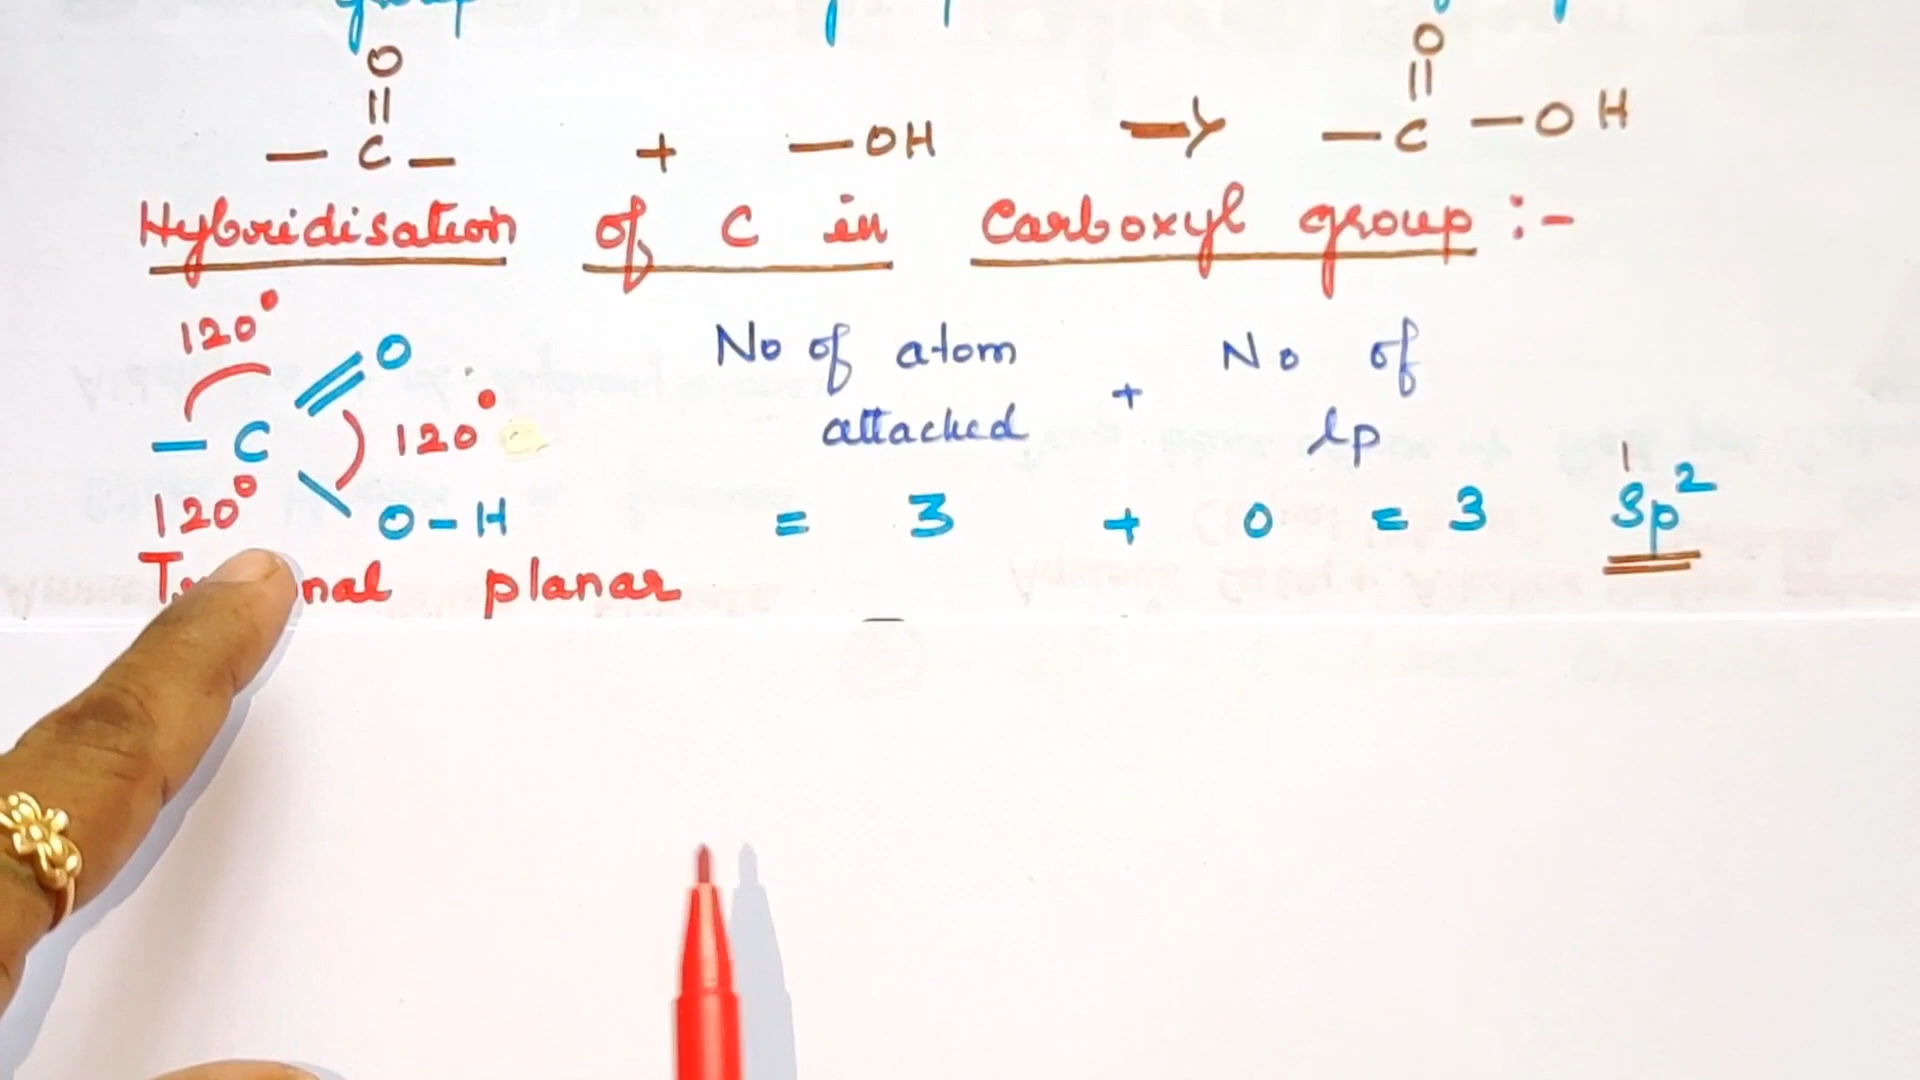 group
O
||
— C — + — OH → — C — OH
O
||
Hybridisation of C in Carboxyl group :-
120°
O
— C 120°
120° O-H
No of atom attached + No of lp
= 3 + 0 = 3 Sp²
planar